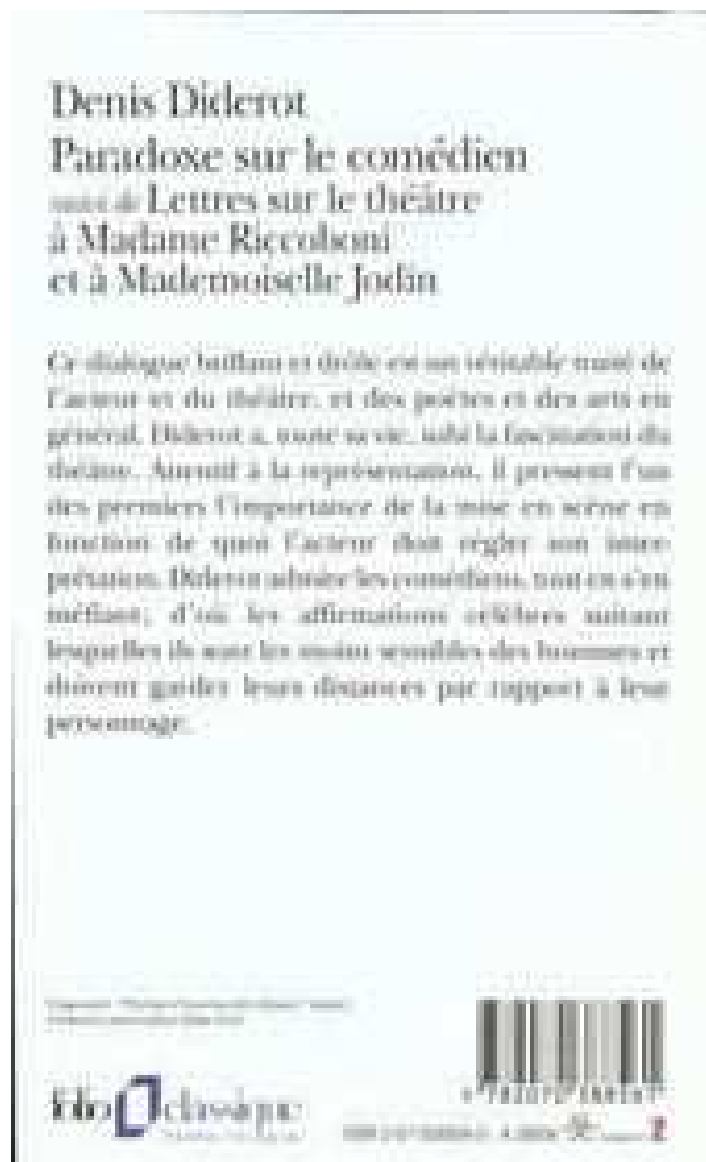 Denis Diderot
Paradoxe sur le comédien
suivi de Lettres sur le théâtre
à Madame Riccoboni
et à Mademoiselle Jodin
Ce dialogue brillant et drôle est un véritable traité de
l'acteur et du théâtre, et des poètes et des arts en
général. Diderot a, toute sa vie, subi la fascination du
théâtre. Attentif à la représentation, il pressent l'un
des premiers l'importance de la mise en scène en
fonction de quoi l'acteur doit régler son inter-
prétation. Diderot admire les comédiens, tout en s'en
méfiant, d'où les affirmations célèbres suivant
lesquelles ils sont les moins sensibles des hommes et
doivent garder leurs distances par rapport à leur
personnage.
folio classique